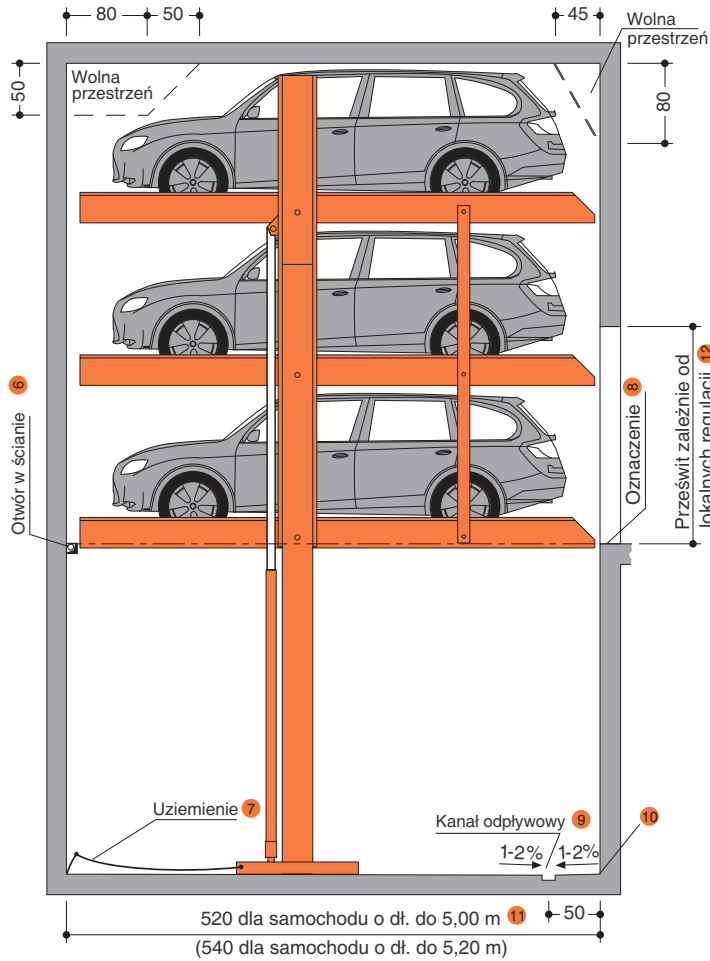 80
50
45
Wolna
przestrzeń
Wolna
przestrzeń
50
80
6
Otwór w ścianie
8
Oznaczenie
12
Prześwit zależnie od
lokalnych regulacji
Uziemienie 7
Kanał odpływowy 9
10
1-2%
1-2%
520 dla samochodu o dł. do 5,00 m 11
50
(540 dla samochodu o dł. do 5,20 m)